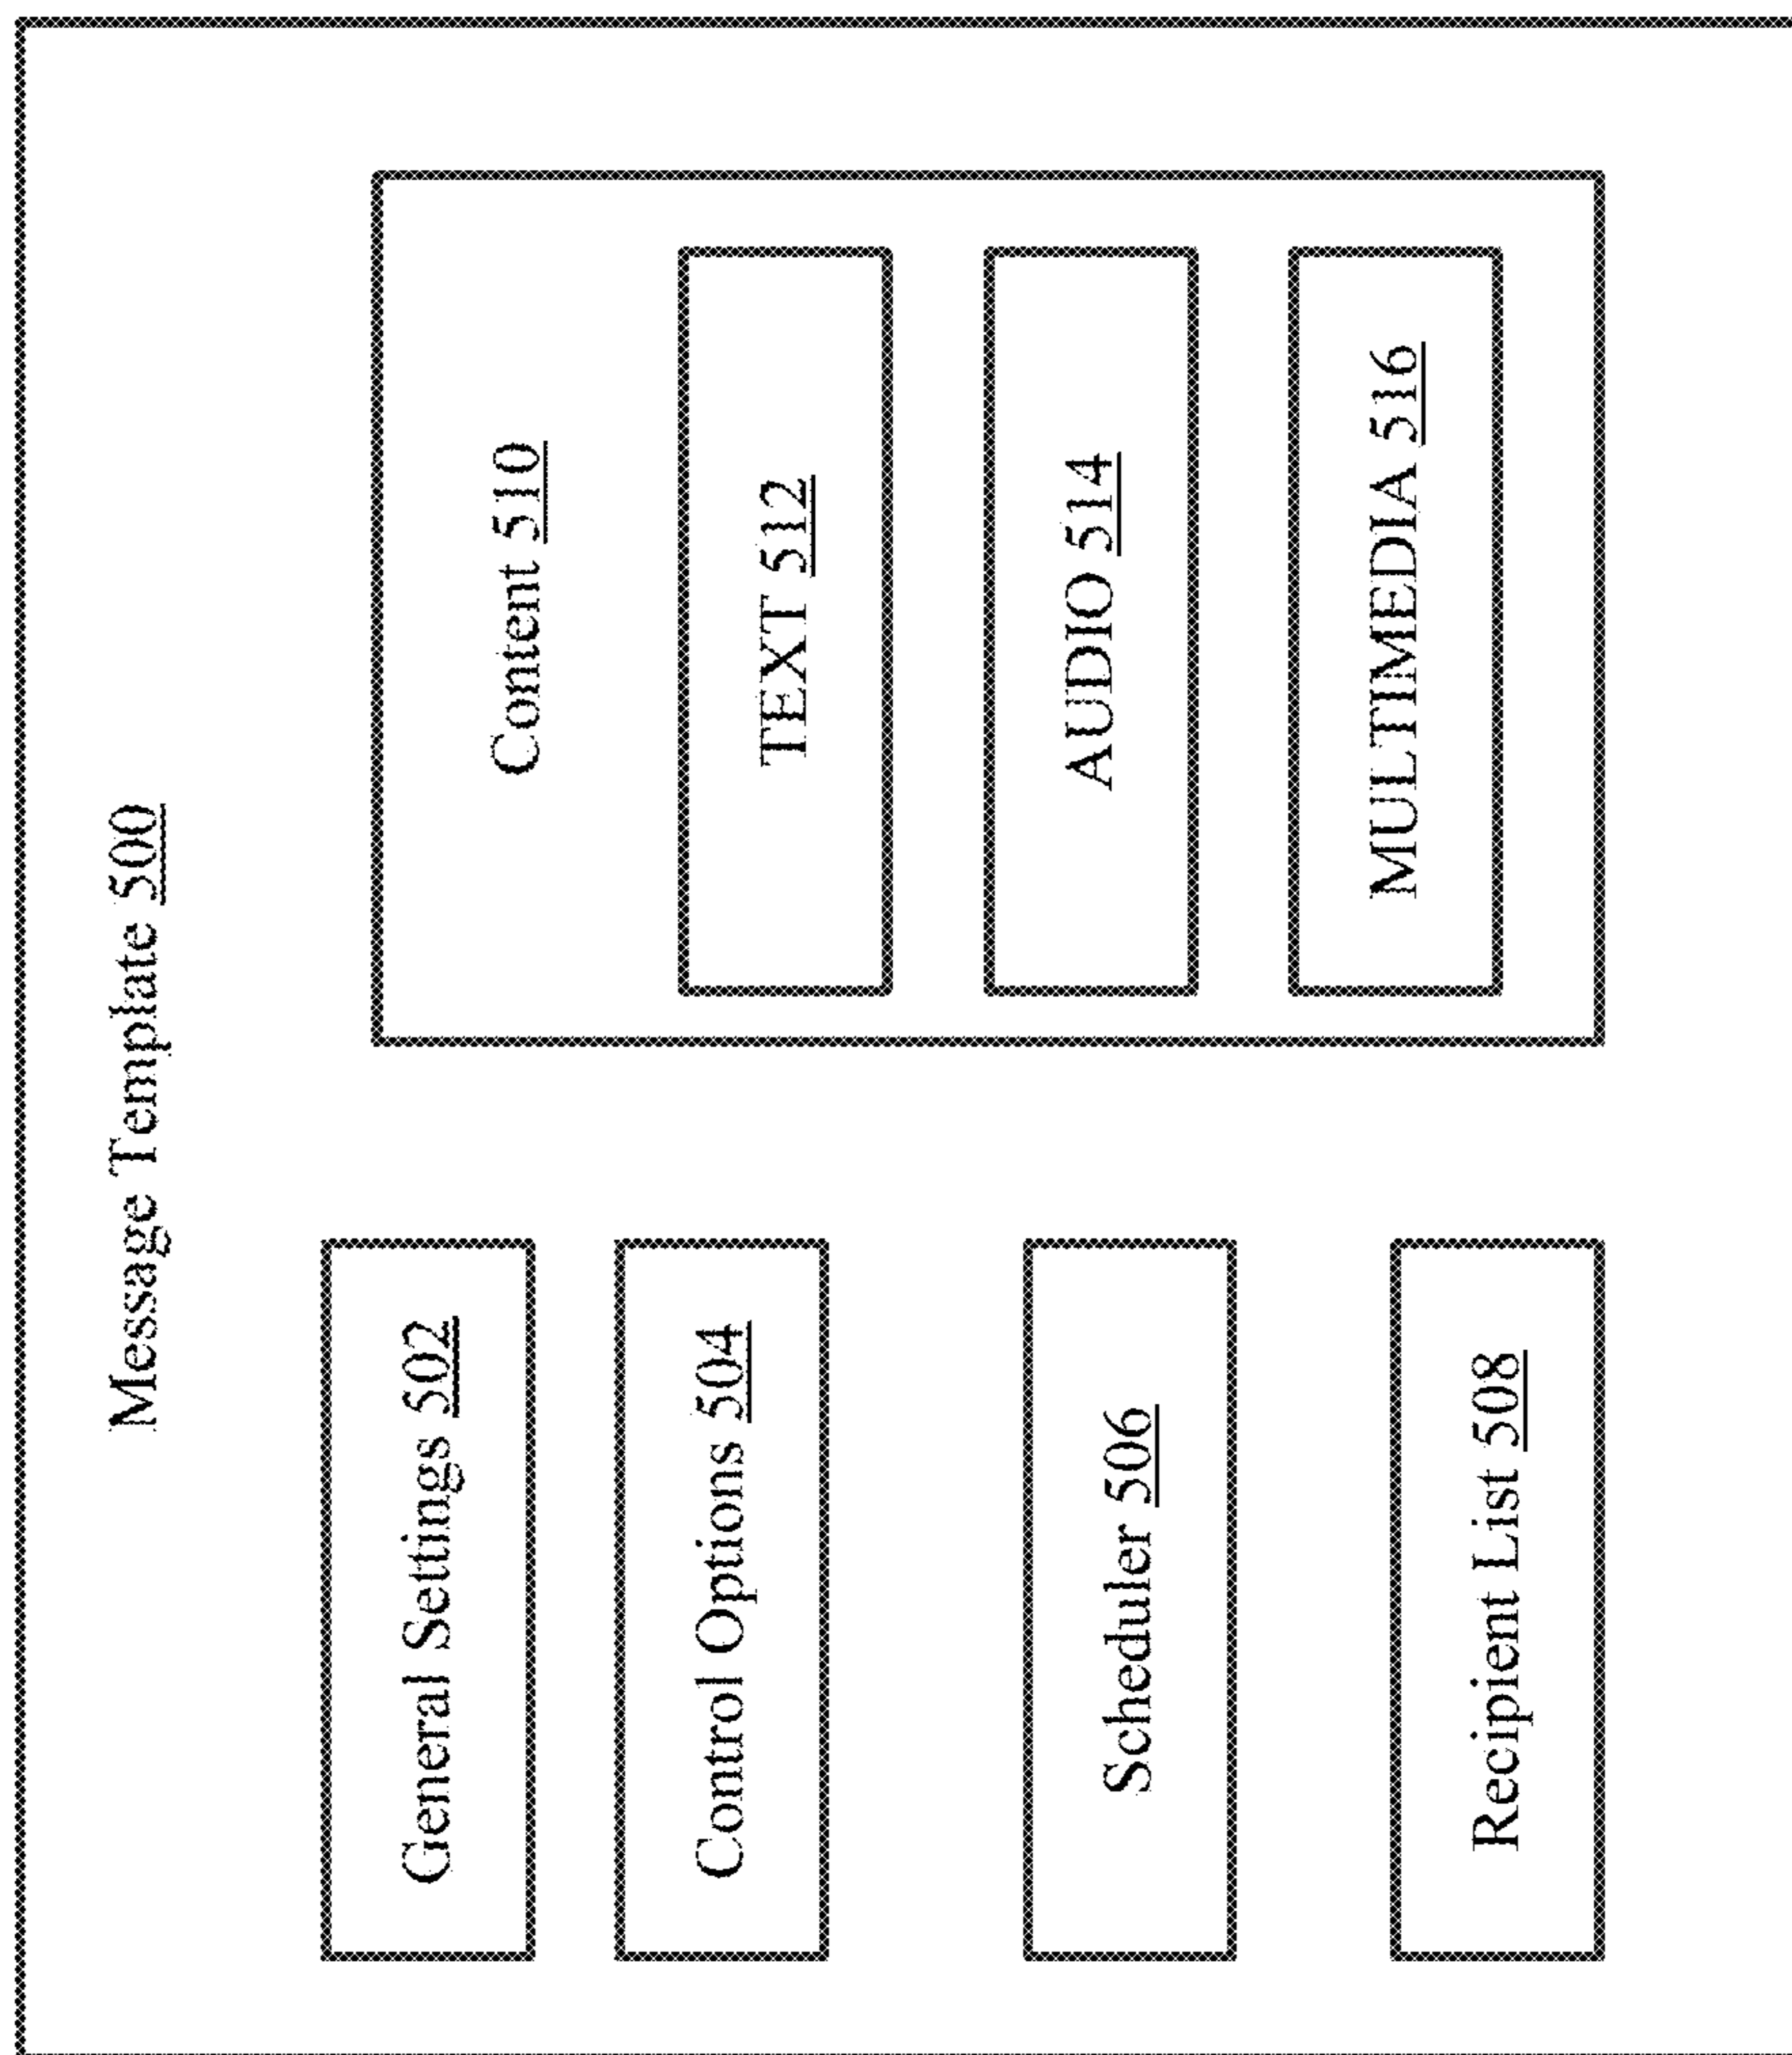 Message Template 500
General Settings 502
Control Options 504
Scheduler 506
Recipient List 508
Content 510
TEXT 512
AUDIO 514
MULTIMEDIA 516